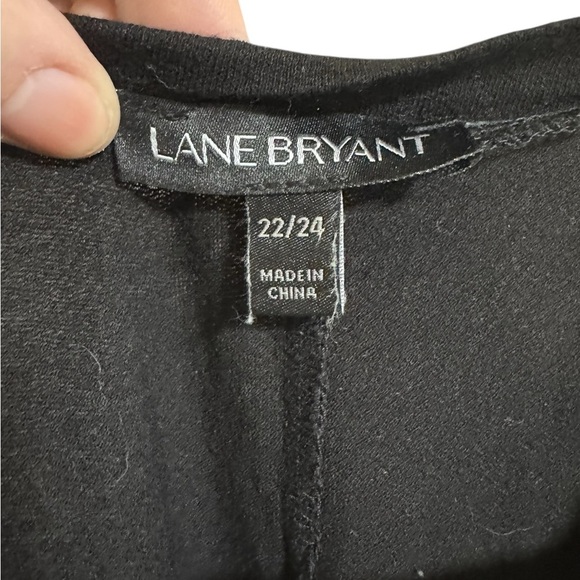 LANE BRYANT
22/24
MADE IN
CHINA